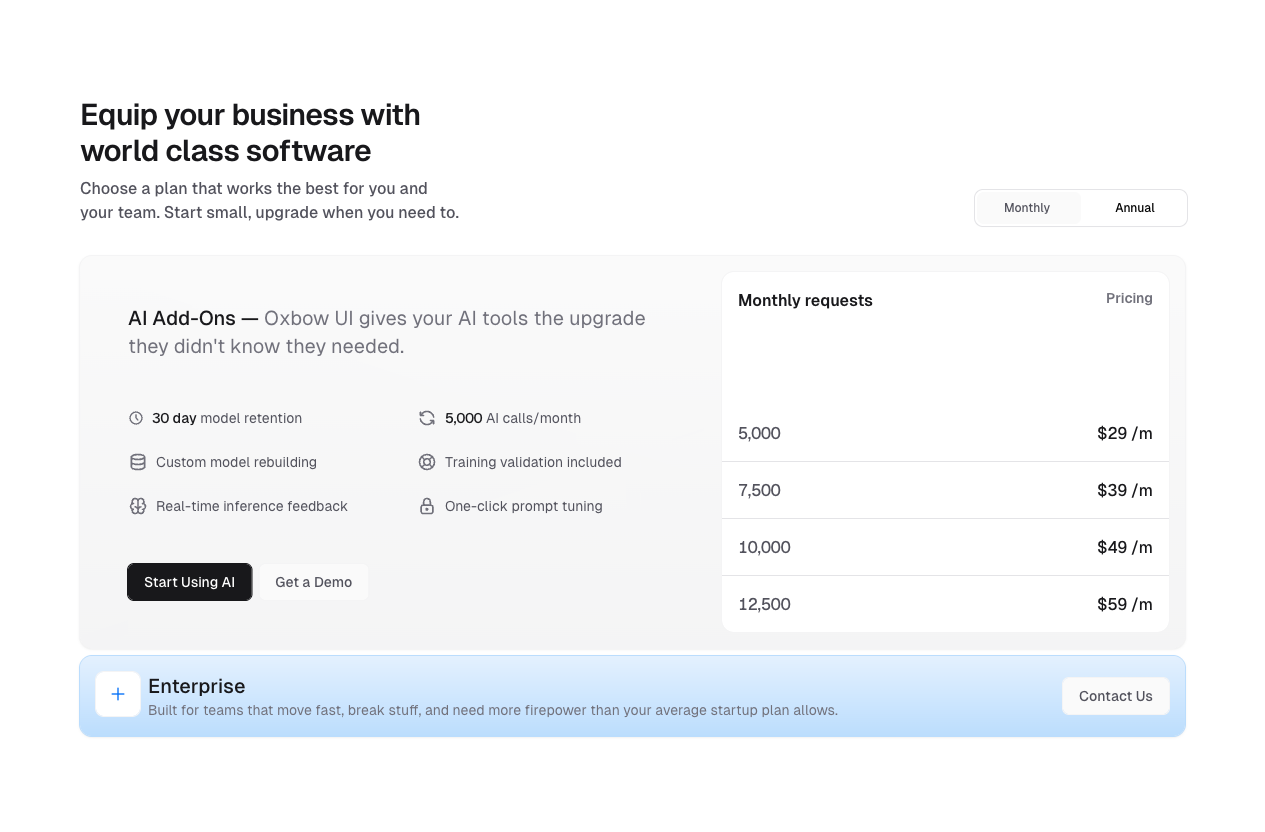 Equip your business with
world class software
Choose a plan that works the best for you and
your team. Start small, upgrade when you need to.
Monthly
Annual
AI Add-Ons — Oxbow UI gives your AI tools the upgrade
they didn't know they needed.
30 day model retention
5,000 AI calls/month
Custom model rebuilding
Training validation included
Real-time inference feedback
One-click prompt tuning
Start Using AI
Get a Demo
Monthly requests
Pricing
5,000
$29 /m
7,500
$39 /m
10,000
$49 /m
12,500
$59 /m
Enterprise
Built for teams that move fast, break stuff, and need more firepower than your average startup plan allows.
Contact Us